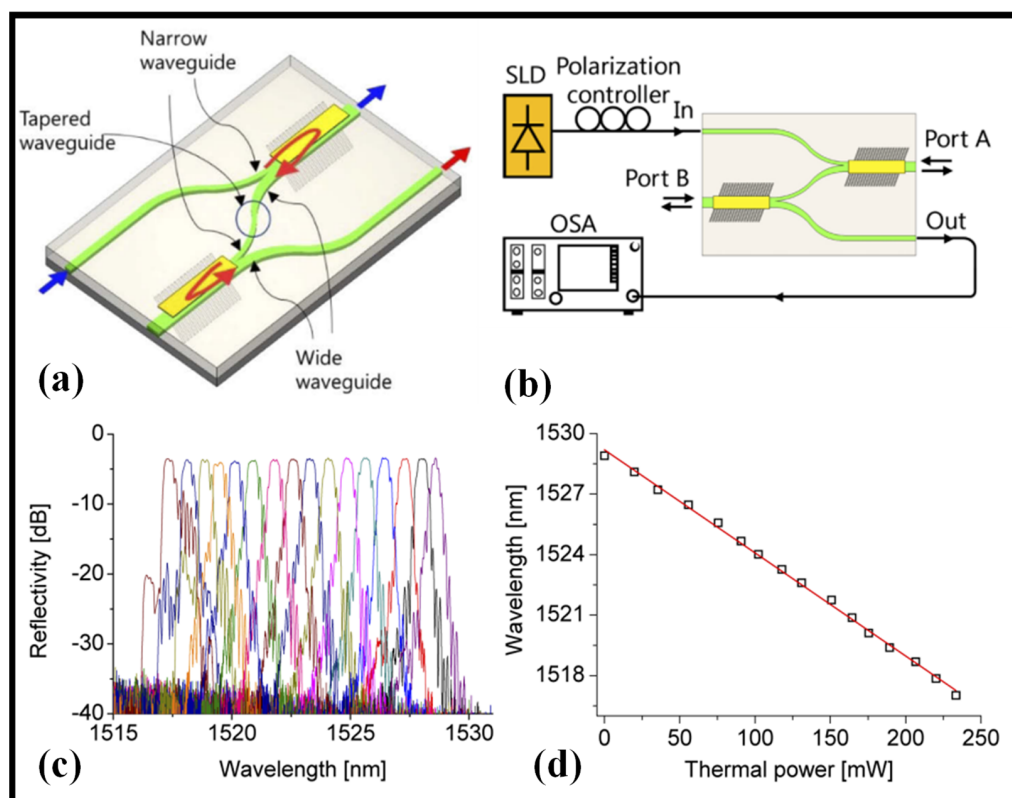 Narrow
waveguide
Tapered
waveguide
Wide
waveguide
(a)
SLD
Polarization
controller
In
Port A
Port B
OSA
Out
(b)
0
-10
-20
-30
-40
Reflectivity [dB]
1515
1520
1525
1530
Wavelength [nm]
(c)
1530
1527
1524
1521
1518
Wavelength [nm]
0
50
100
150
200
250
Thermal power [mW]
(d)